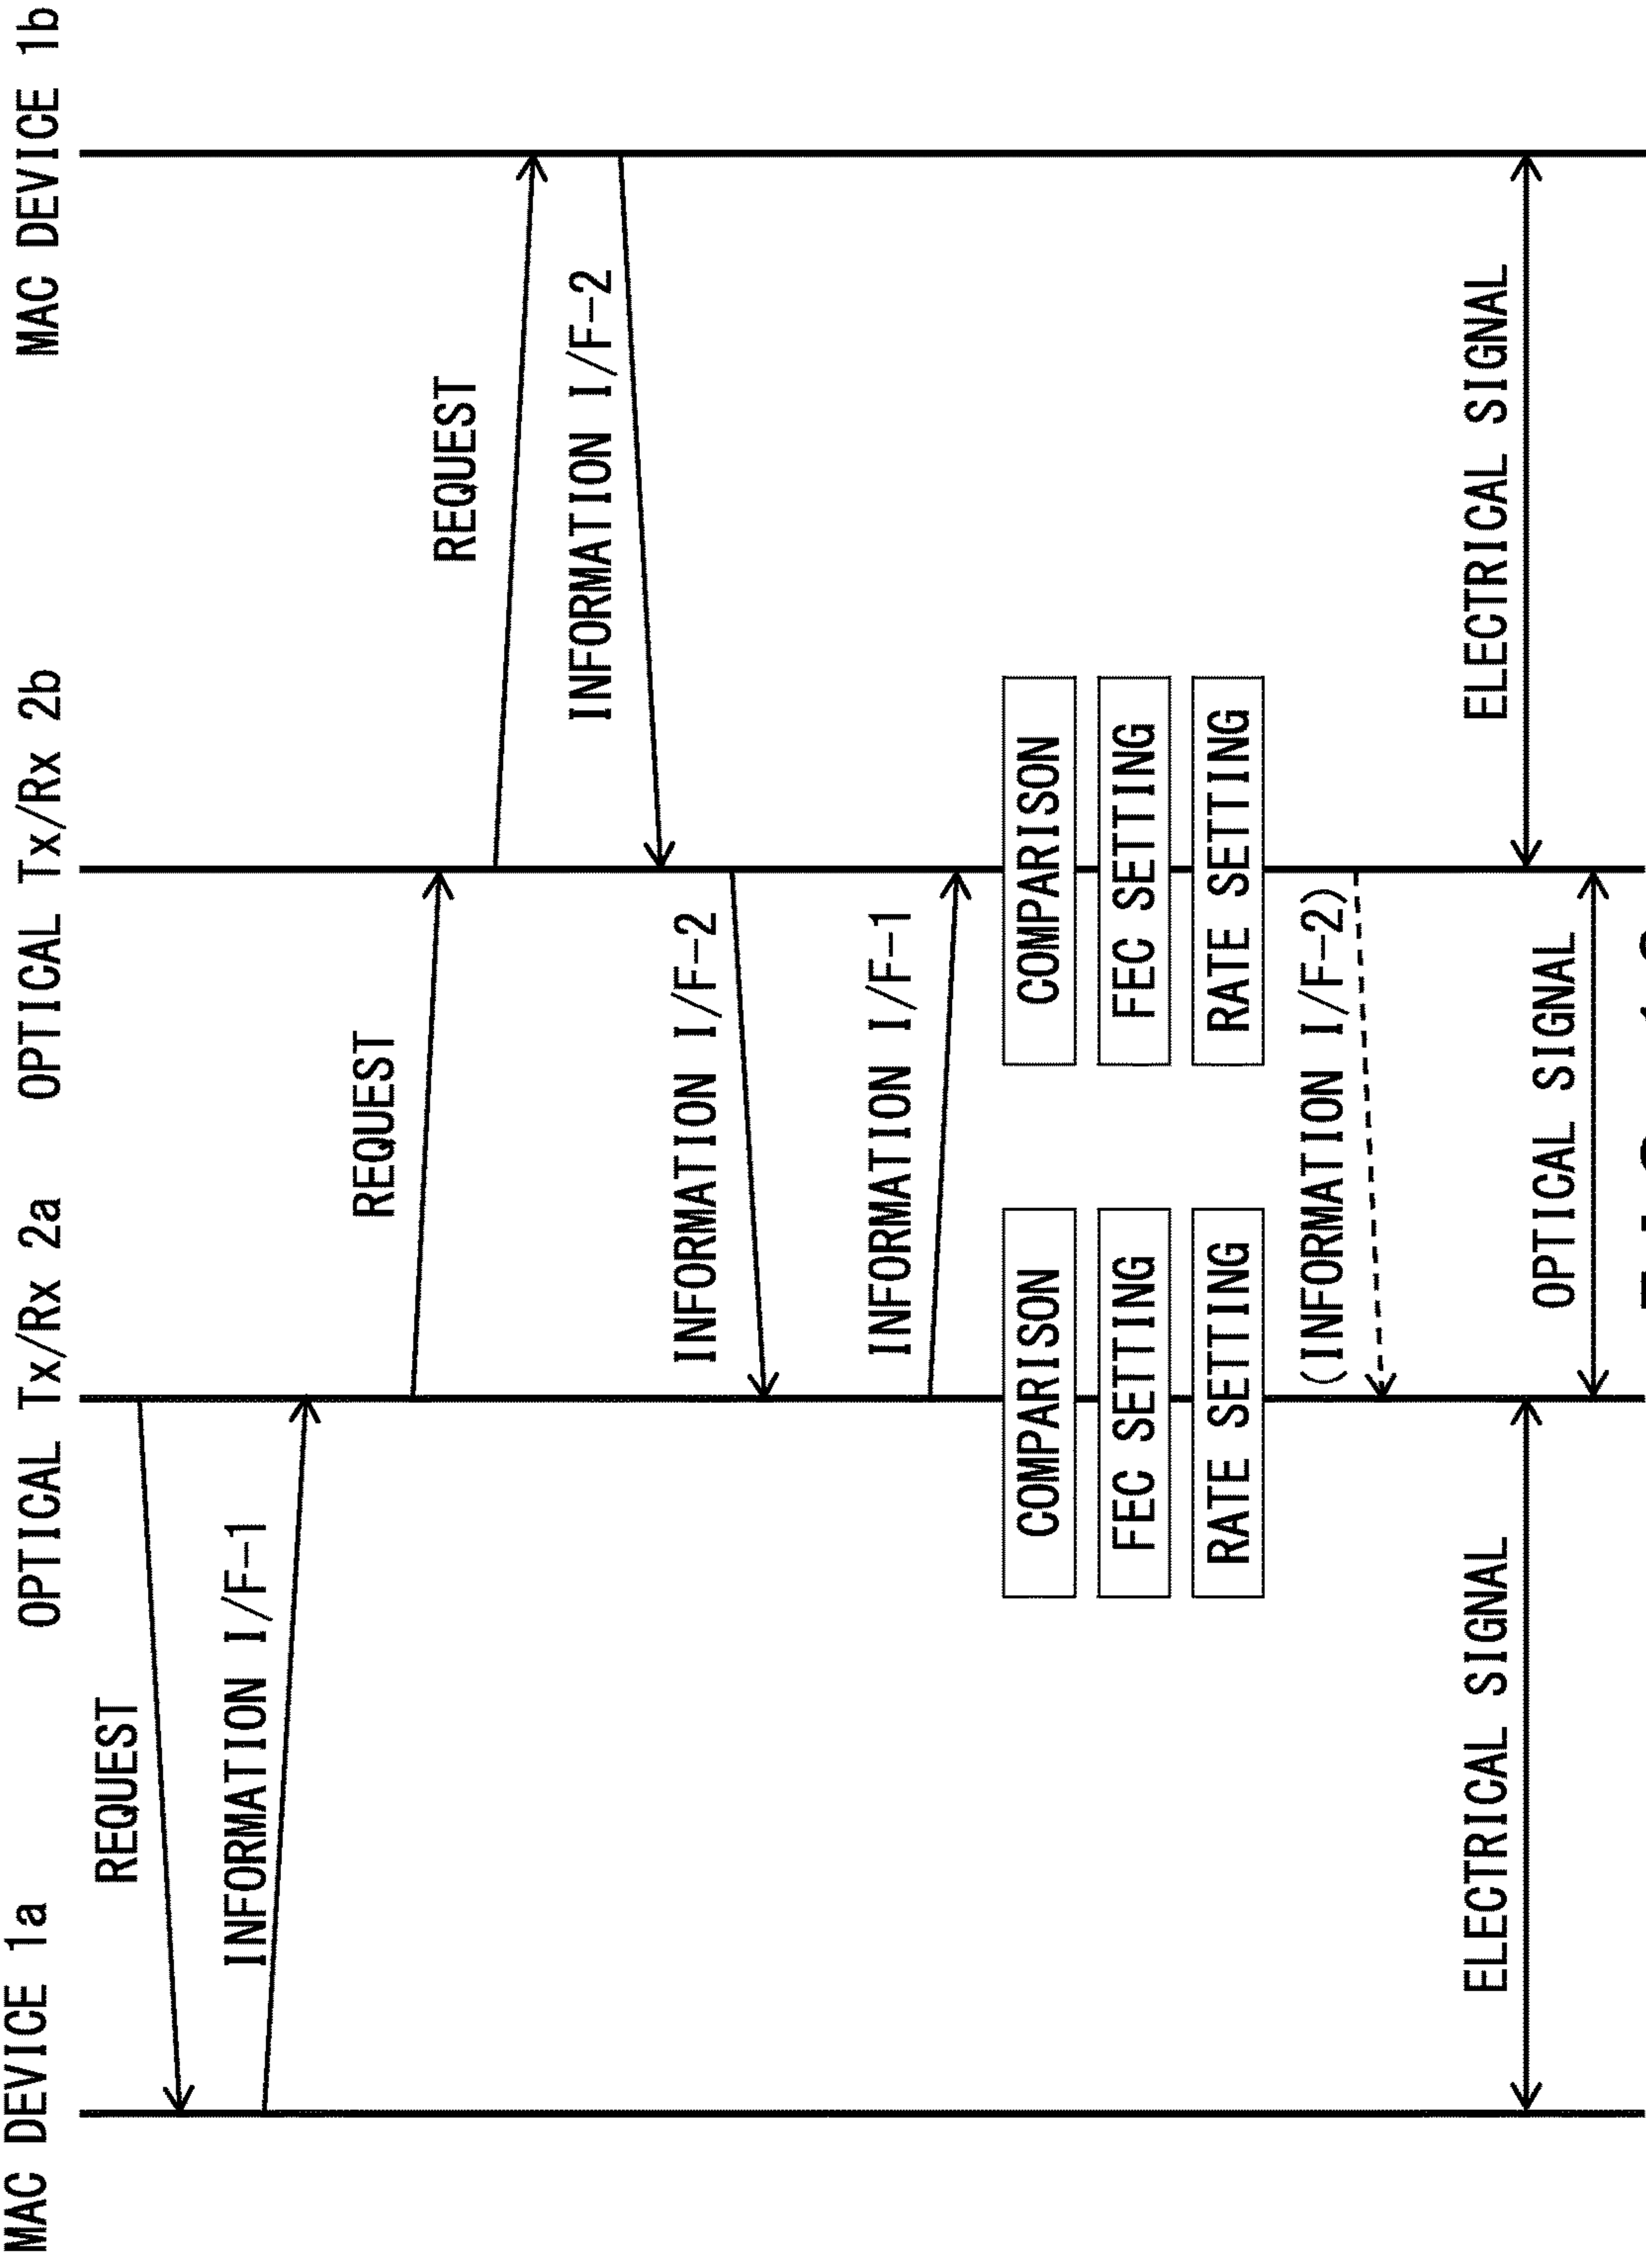 MAC DEVICE 1a
OPTICAL Tx/Rx 2a
OPTICAL Tx/Rx 2b
MAC DEVICE 1b
REQUEST
INFORMATION I/F-1
REQUEST
REQUEST
INFORMATION I/F-2
INFORMATION I/F-2
INFORMATION I/F-1
COMPARISON
COMPARISON
FEC SETTING
FEC SETTING
RATE SETTING
RATE SETTING
(INFORMATION I/F-2)
ELECTRICAL SIGNAL
ELECTRICAL SIGNAL
OPTICAL SIGNAL